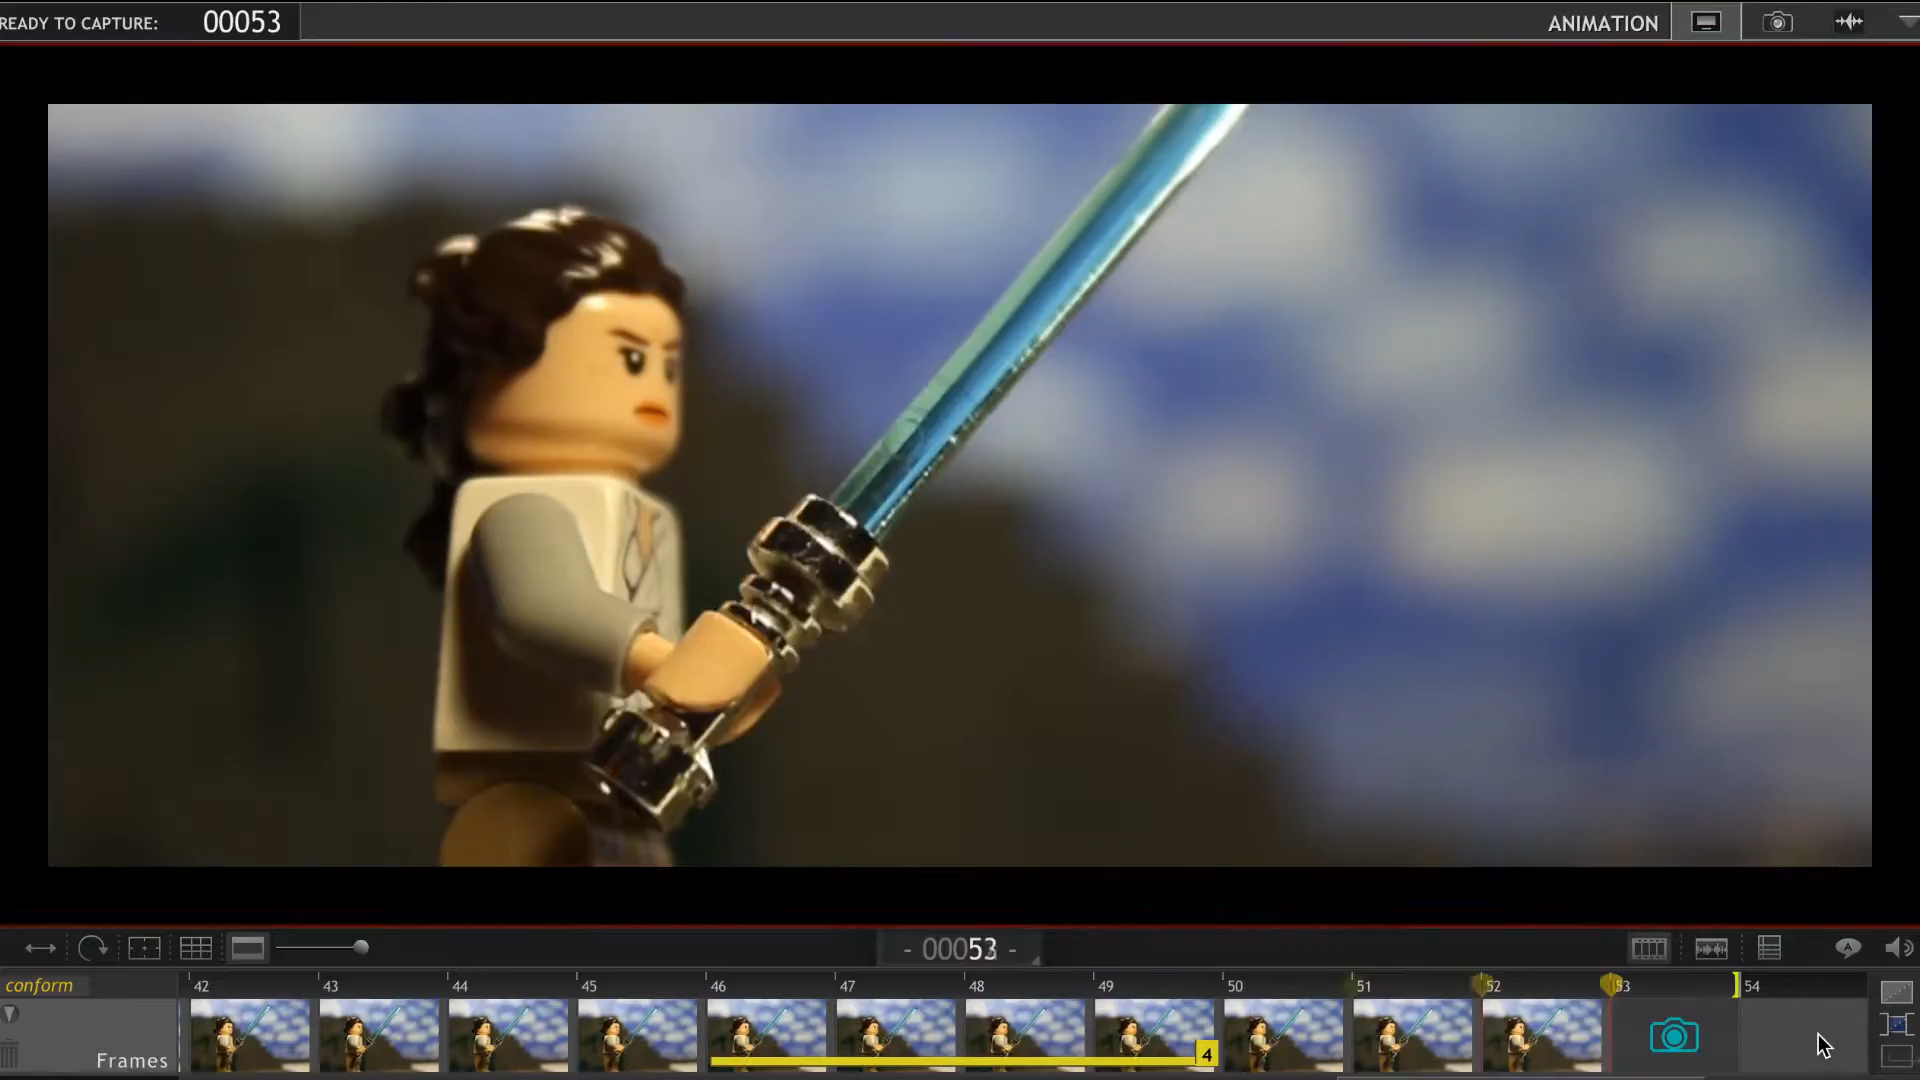 READY TO CAPTURE: 00053
ANIMATION
- 00053 -
conform
42 43 44 45 46 47 48 49 50 51 52 53 54
4
Frames